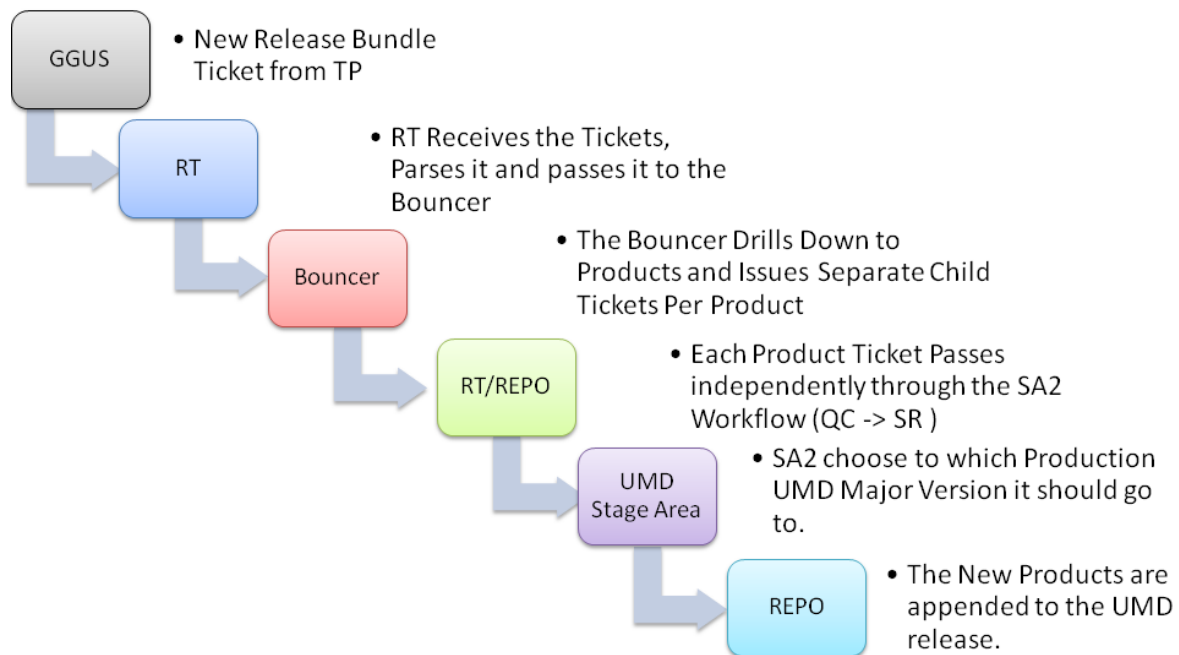 GGUS
• New Release Bundle
Ticket from TP
RT
• RT Receives the Tickets,
Parses it and passes it to the
Bouncer
Bouncer
• The Bouncer Drills Down to
Products and Issues Separate Child
Tickets Per Product
RT/REPO
• Each Product Ticket Passes
independently through the SA2
Workflow (QC -> SR )
UMD
Stage Area
• SA2 choose to which Production
UMD Major Version it should go
to.
REPO
• The New Products are
appended to the UMD
release.